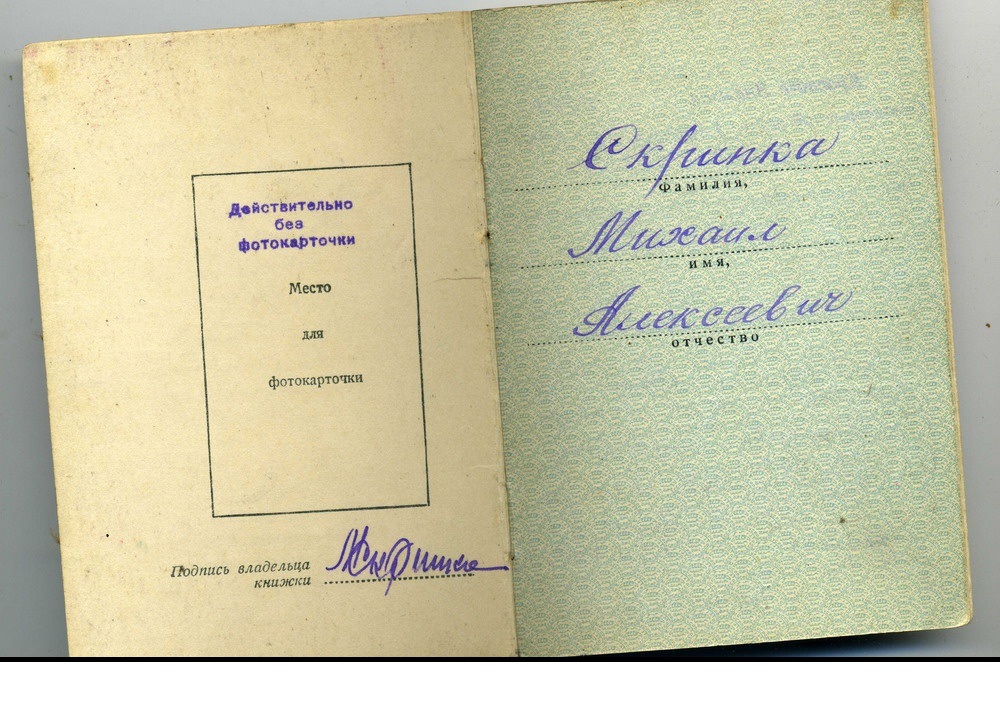 Действительно
без
фотокарточки
Место
для
фотокарточки
Подпись владельца
книжки
Скрипка
фамилия,
Михаил
имя,
Алексеевич
отчество